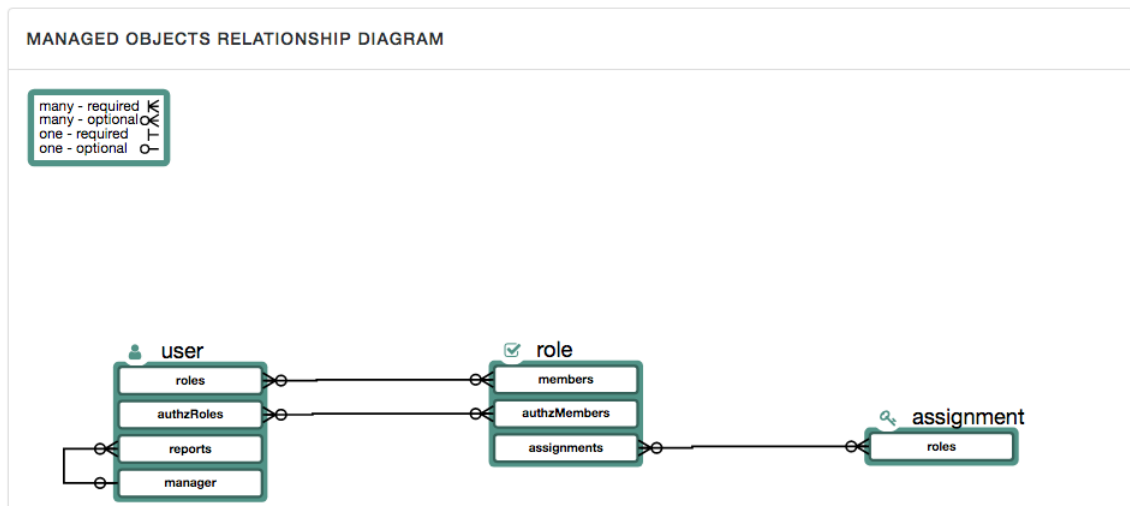 MANAGED OBJECTS RELATIONSHIP DIAGRAM
many - required
many - optional
one - required
one - optional
user
roles
authzRoles
reports
manager
role
members
authzMembers
assignments
assignment
roles